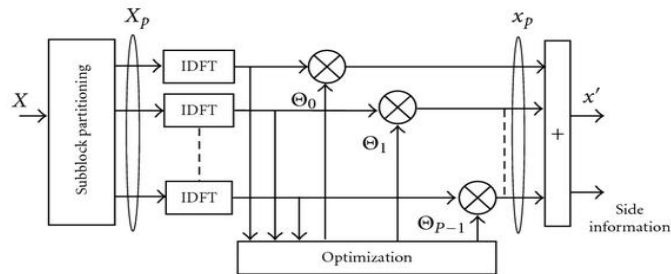 X_p
x_p
X
Subblock partitioning
IDFT
IDFT
IDFT
Θ_0
Θ_1
Θ_{P−1}
+
x′
Side
information
Optimization